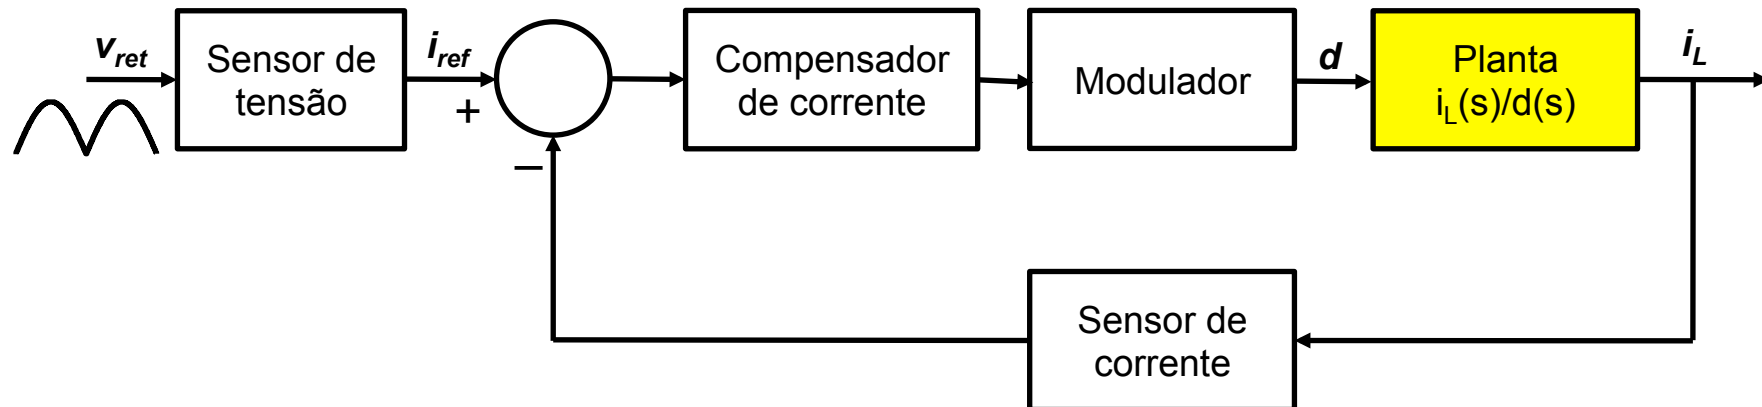 v_ret
Sensor de
tensão
i_ref
+
−
Compensador
de corrente
Modulador
d
Planta
i_L(s)/d(s)
i_L
Sensor de
corrente